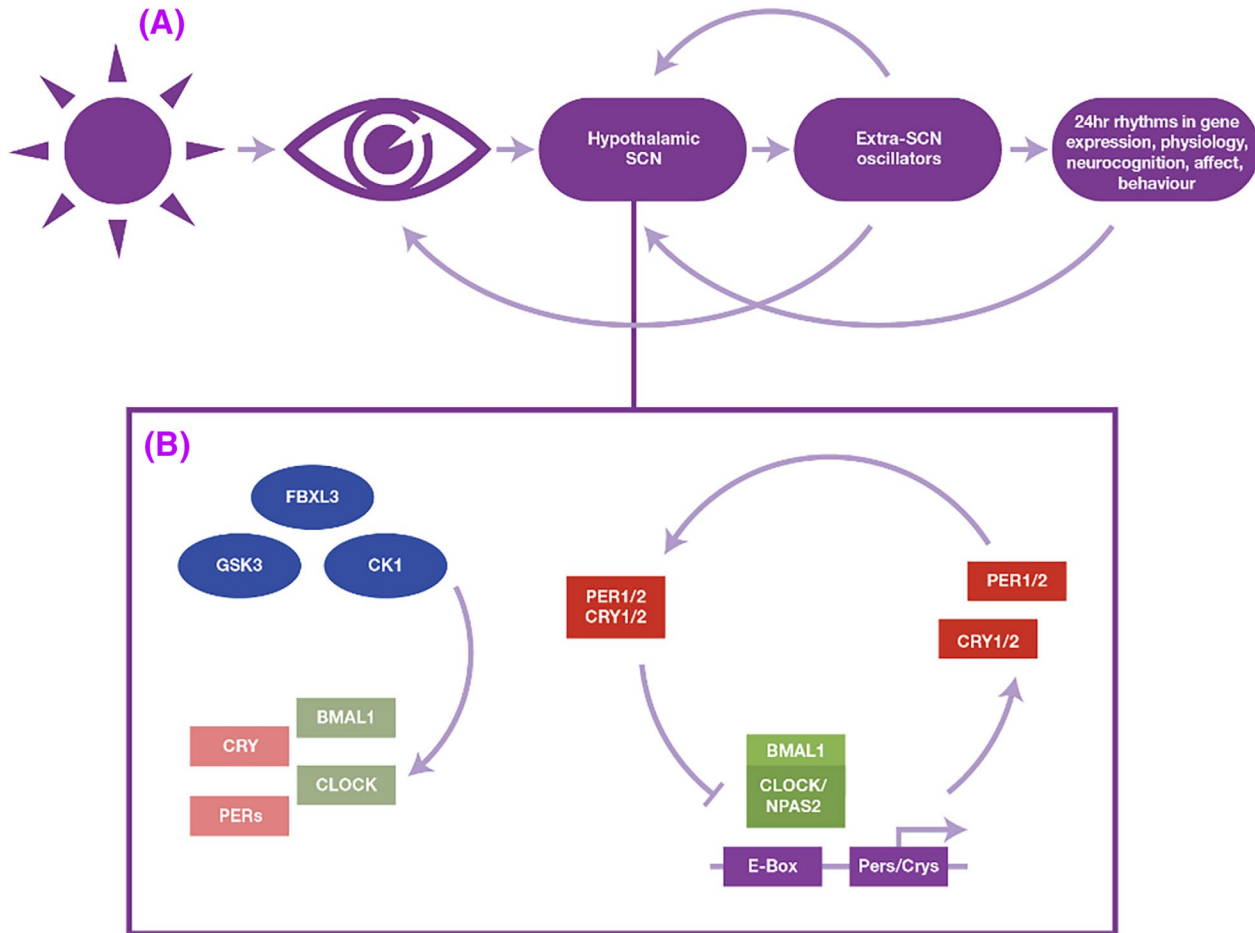 (A)
Hypothalamic
SCN
Extra-SCN
oscillators
24hr rhythms in gene
expression, physiology,
neurocognition, affect,
behaviour
(B)
FBXL3
GSK3
CK1
BMAL1
CRY
CLOCK
PERs
PER1/2
CRY1/2
PER1/2
CRY1/2
BMAL1
CLOCK/
NPAS2
E-Box
Pers/Crys